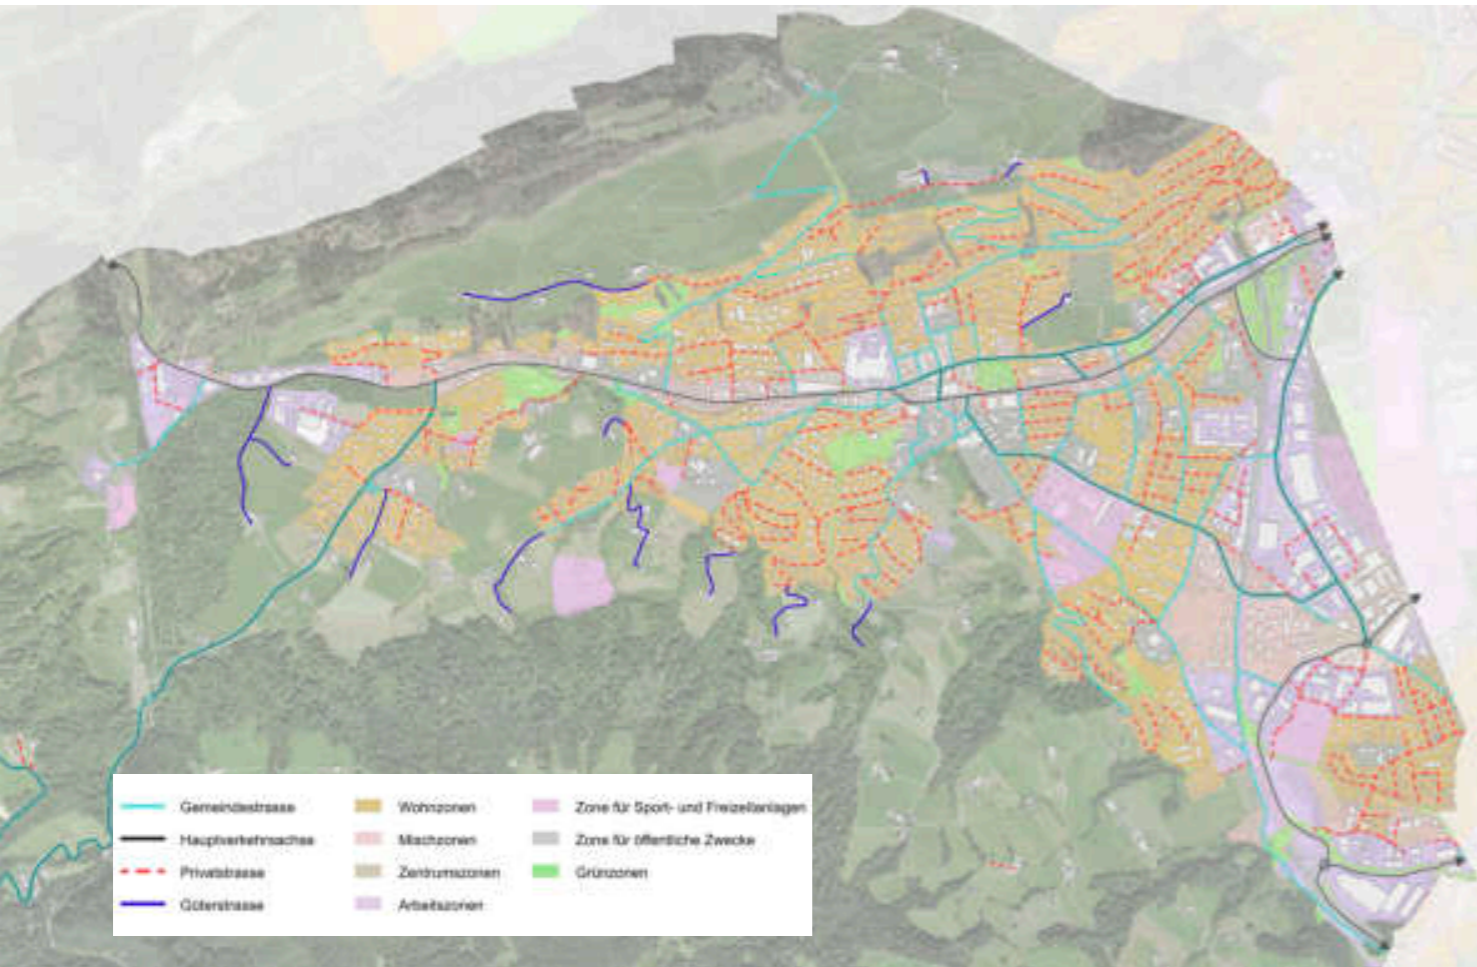 Gemeindestrasse
Hauptverkehrsachse
Privatstrasse
Güterstrasse
Wohnzonen
Mischzonen
Zentrumszonen
Arbeitszonen
Zone für Sport- und Freizeitanlagen
Zone für öffentliche Zwecke
Grünzonen